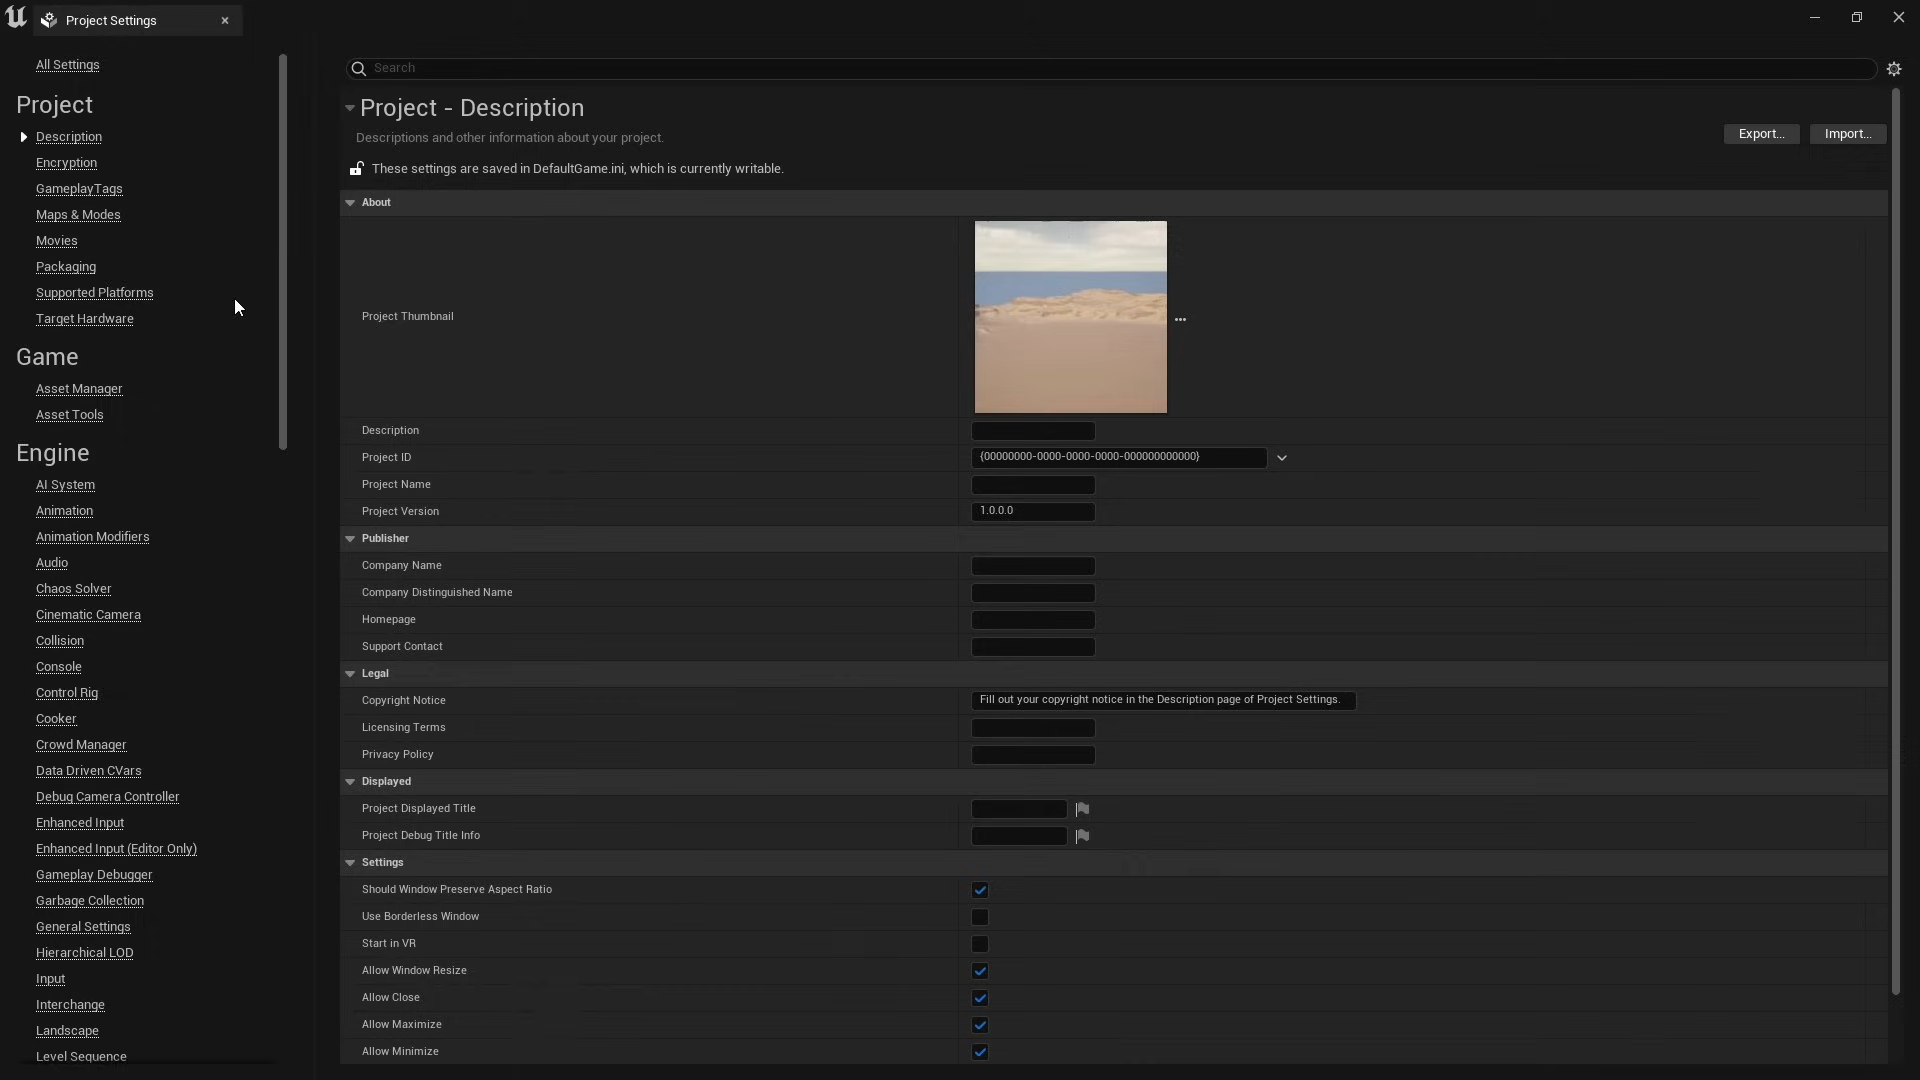 Project Settings
All Settings
Project
Description
Encryption
GameplayTags
Maps & Modes
Movies
Packaging
Supported Platforms
Target Hardware
Game
Asset Manager
Asset Tools
Engine
AI System
Animation
Animation Modifiers
Audio
Chaos Solver
Cinematic Camera
Collision
Console
Control Rig
Cooker
Crowd Manager
Data Driven CVars
Debug Camera Controller
Enhanced Input
Enhanced Input (Editor Only)
Gameplay Debugger
Garbage Collection
General Settings
Hierarchical LOD
Input
Interchange
Landscape
Level Sequence
Search
Project - Description
Descriptions and other information about your project.
Export... Import...
These settings are saved in DefaultGame.ini, which is currently writable.
About
Project Thumbnail
Description
Project ID {00000000-0000-0000-0000-000000000000}
Project Name
Project Version 1.0.0.0
Publisher
Company Name
Company Distinguished Name
Homepage
Support Contact
Legal
Copyright Notice Fill out your copyright notice in the Description page of Project Settings.
Licensing Terms
Privacy Policy
Displayed
Project Displayed Title
Project Debug Title Info
Settings
Should Window Preserve Aspect Ratio
Use Borderless Window
Start in VR
Allow Window Resize
Allow Close
Allow Maximize
Allow Minimize